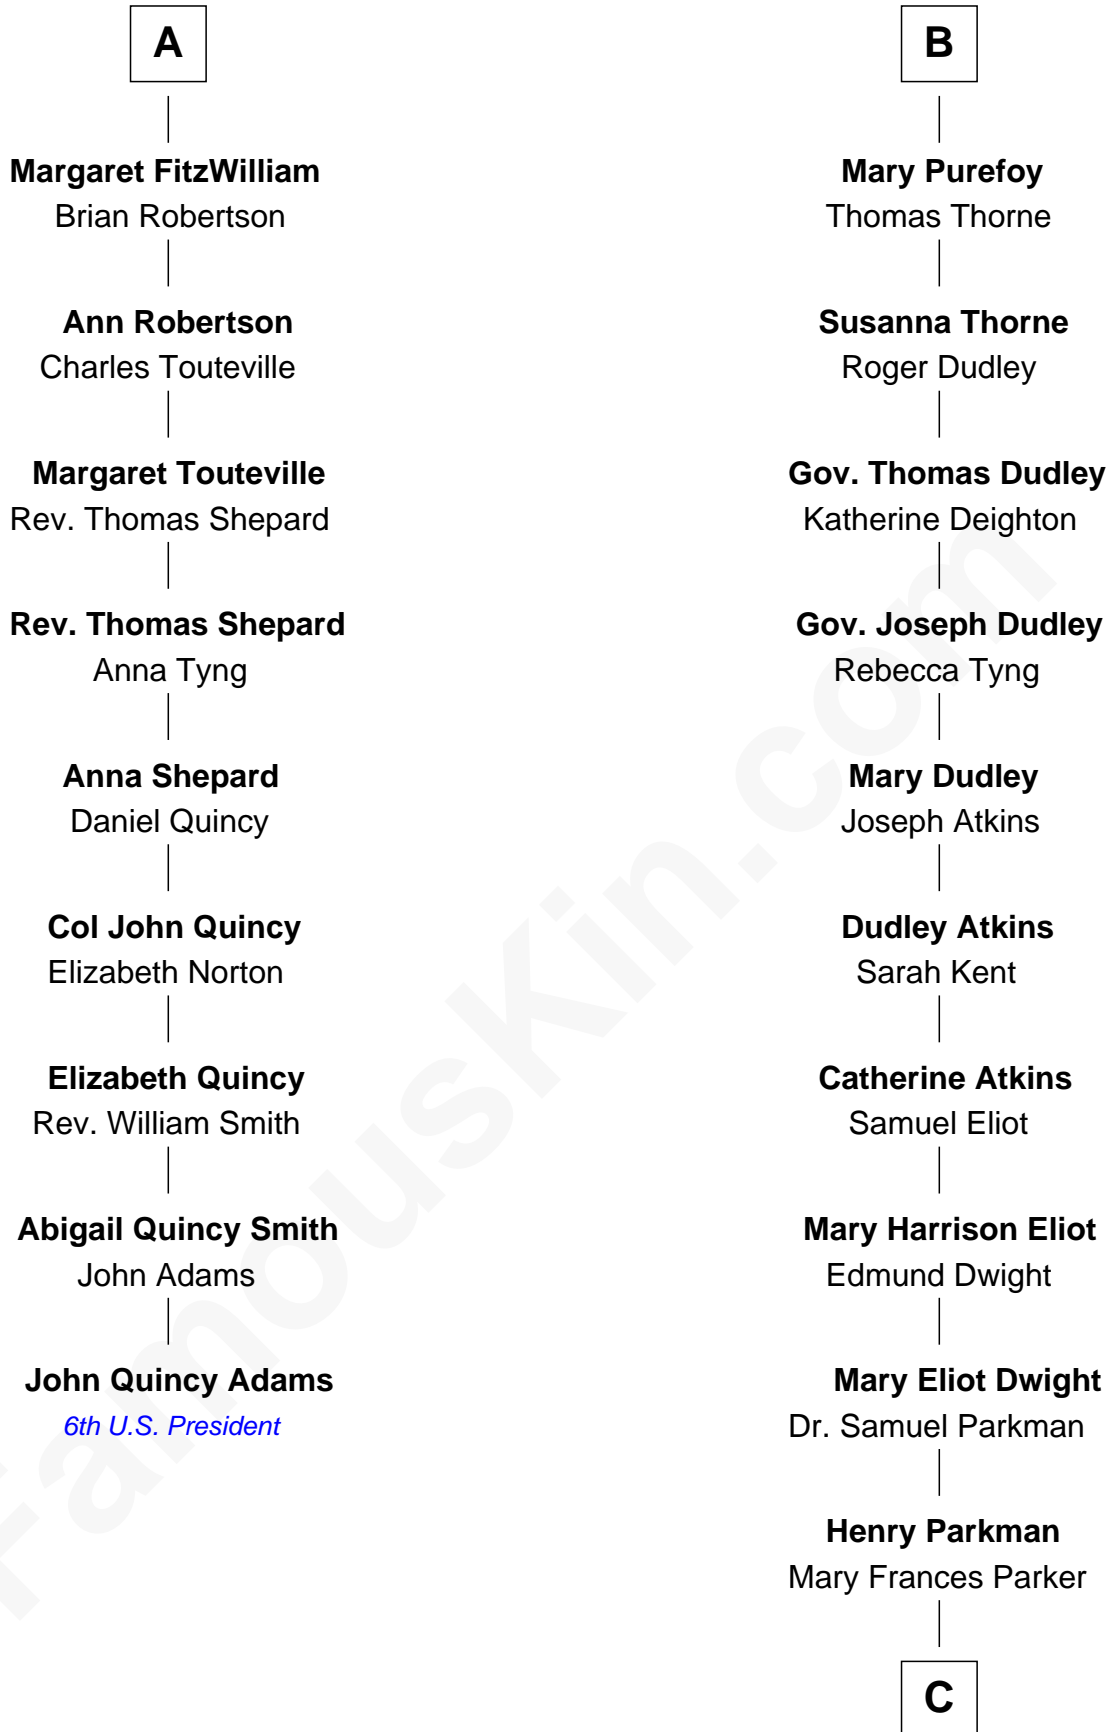 A
Margaret FitzWilliam
Brian Robertson
Ann Robertson
Charles Touteville
Margaret Touteville
Rev. Thomas Shepard
Rev. Thomas Shepard
Anna Tyng
Anna Shepard
Daniel Quincy
Col John Quincy
Elizabeth Norton
Elizabeth Quincy
Rev. William Smith
Abigail Quincy Smith
John Adams
John Quincy Adams
6th U.S. President
B
Mary Purefoy
Thomas Thorne
Susanna Thorne
Roger Dudley
Gov. Thomas Dudley
Katherine Deighton
Gov. Joseph Dudley
Rebecca Tyng
Mary Dudley
Joseph Atkins
Dudley Atkins
Sarah Kent
Catherine Atkins
Samuel Eliot
Mary Harrison Eliot
Edmund Dwight
Mary Eliot Dwight
Dr. Samuel Parkman
Henry Parkman
Mary Frances Parker
C
FamousKin.com